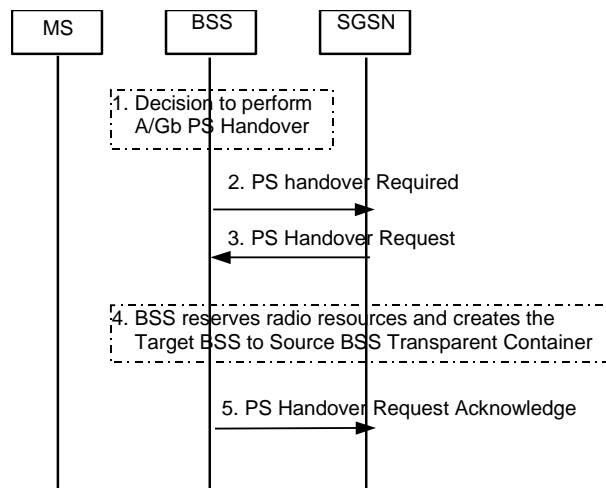 MS BSS SGSN
1. Decision to perform
A/Gb PS Handover
2. PS handover Required
3. PS Handover Request
4. BSS reserves radio resources and creates the
Target BSS to Source BSS Transparent Container
5. PS Handover Request Acknowledge